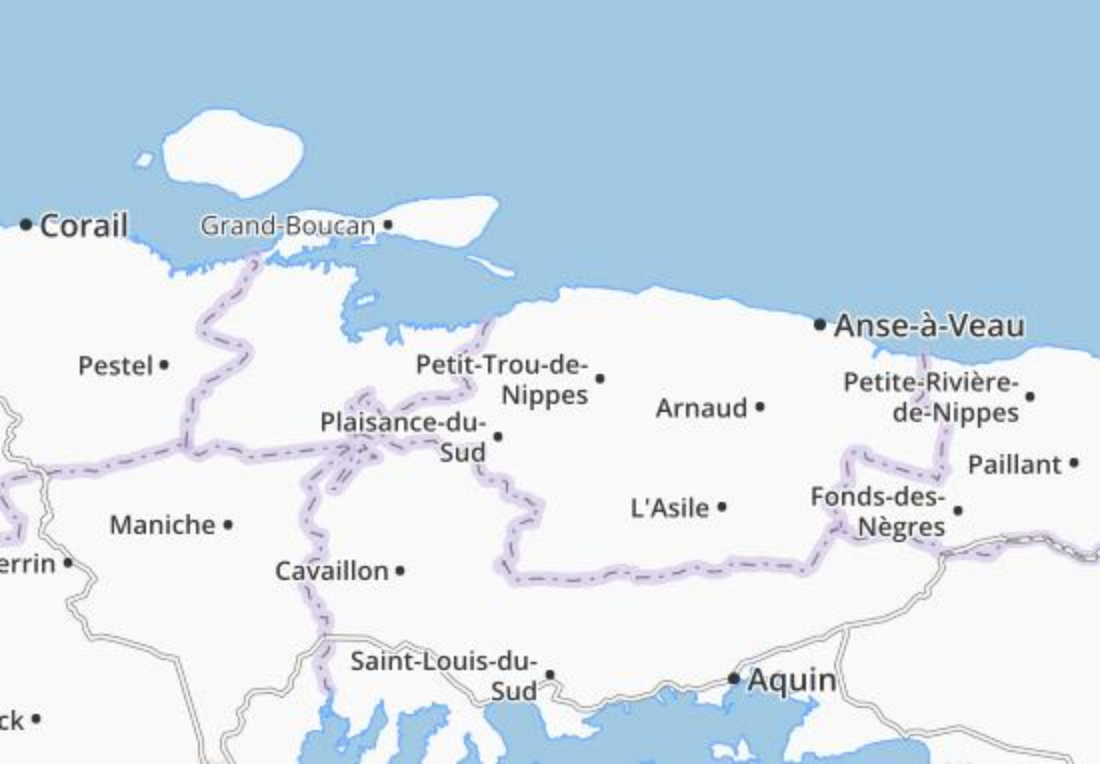 Corail
Grand-Boucan
Anse-à-Veau
Pestel
Petit-Trou-de-
Nippes
Petite-Rivière-
de-Nippes
Arnaud
Plaisance-du-
Sud
Paillant
L'Asile
Fonds-des-
Nègres
Maniche
errin
Cavaillon
Saint-Louis-du-
Sud
Aquin
ck